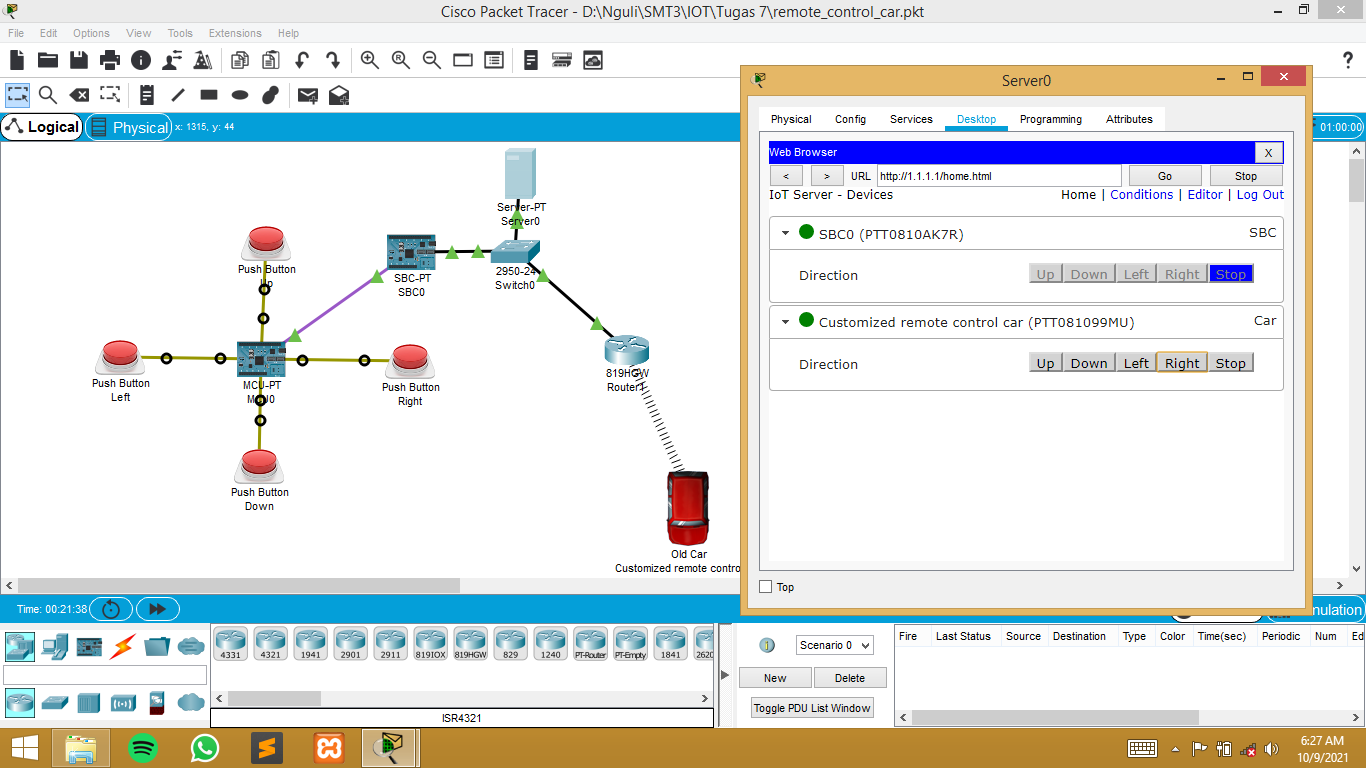 Cisco Packet Tracer - D:\Nguli\SMT3\IOT\Tugas 7\remote_control_car.pkt
File Edit Options View Tools Extensions Help
Logical Physical x: 1315, y: 44
01:00:00
Server-PT
Server0
Push Button
Up
SBC-PT
SBC0
2950-24
Switch0
Push Button
Left
MCU-PT
MCU0
Push Button
Right
819HGW
Router1
Push Button
Down
Old Car
Customized remote contro
Server0
Physical Config Services Desktop Programming Attributes
Web Browser X
< > URL http://1.1.1.1/home.html Go Stop
IoT Server - Devices Home | Conditions | Editor | Log Out
SBC0 (PTT0810AK7R) SBC
Direction Up Down Left Right Stop
Customized remote control car (PTT081099MU) Car
Direction Up Down Left Right Stop
Top
Time: 00:21:38
nulation
4331 4321 1941 2901 2911 819IOX 819HGW 829 1240 PT-Router PT-Empty 1841 2620
ISR4321
Scenario 0
New Delete
Toggle PDU List Window
Fire Last Status Source Destination Type Color Time(sec) Periodic Num Ed
6:27 AM
10/9/2021